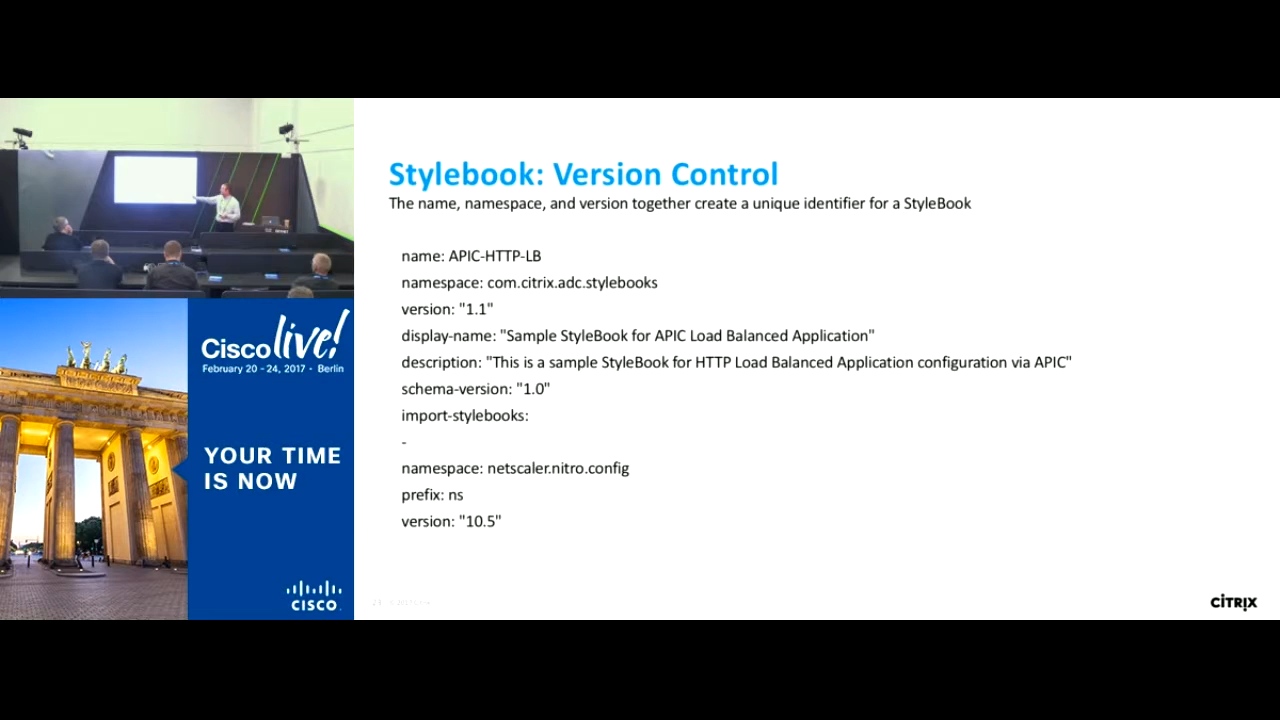 Stylebook: Version Control
The name, namespace, and version together create a unique identifier for a StyleBook
name: APIC-HTTP-LB
namespace: com.citrix.adc.stylebooks
version: "1.1"
display-name: "Sample StyleBook for APIC Load Balanced Application"
description: "This is a sample StyleBook for HTTP Load Balanced Application configuration via APIC"
schema-version: "1.0"
import-stylebooks:
-
namespace: netscaler.nitro.config
prefix: ns
version: "10.5"
Cisco live!
February 20 - 24, 2017 • Berlin
YOUR TIME
IS NOW
CISCO
CITRIX